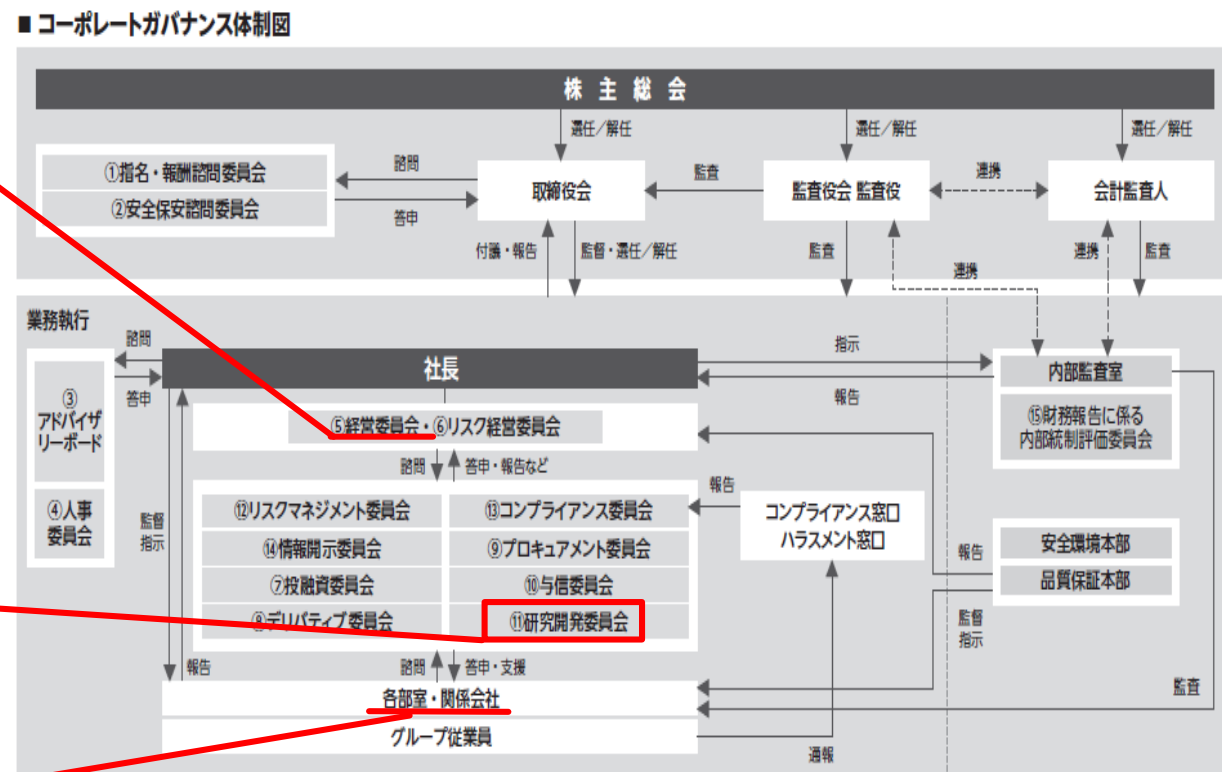 ■ コーポレートガバナンス体制図
株主総会
選任／解任
選任／解任
選任／解任
①指名・報酬諮問委員会
②安全保安諮問委員会
諮問
答申
取締役会
監査
監査役会 監査役
連携
会計監査人
付議・報告
監督・選任／解任
監査
連携
連携
監査
業務執行
諮問
答申
③
アドバイザ
リーボード
④人事
委員会
社長
指示
報告
内部監査室
⑮財務報告に係る
内部統制評価委員会
⑤経営委員会・⑥リスク経営委員会
諮問
答申・報告など
監督
指示
⑫リスクマネジメント委員会
⑬コンプライアンス委員会
⑭情報開示委員会
⑨プロキュアメント委員会
⑦投融資委員会
⑩与信委員会
⑧デリバティブ委員会
⑪研究開発委員会
報告
コンプライアンス窓口
ハラスメント窓口
報告
安全環境本部
品質保証本部
監督
指示
報告
諮問
答申・支援
監査
各部室・関係会社
グループ従業員
通報